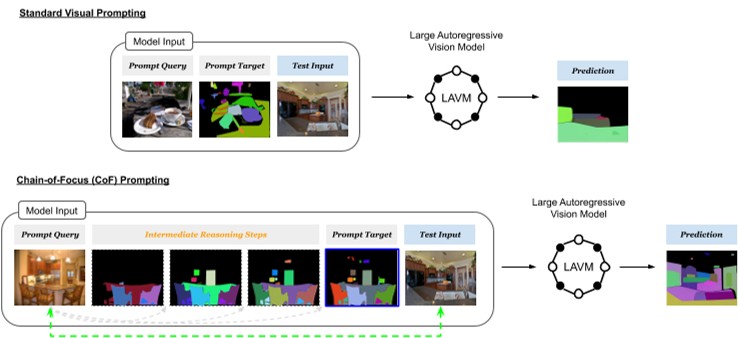 Standard Visual Prompting
Model Input
Prompt Query
Prompt Target
Test Input
Large Autoregressive
Vision Model
LAVM
Prediction
Chain-of-Focus (CoF) Prompting
Model Input
Prompt Query
Intermediate Reasoning Steps
Prompt Target
Test Input
Large Autoregressive
Vision Model
LAVM
Prediction